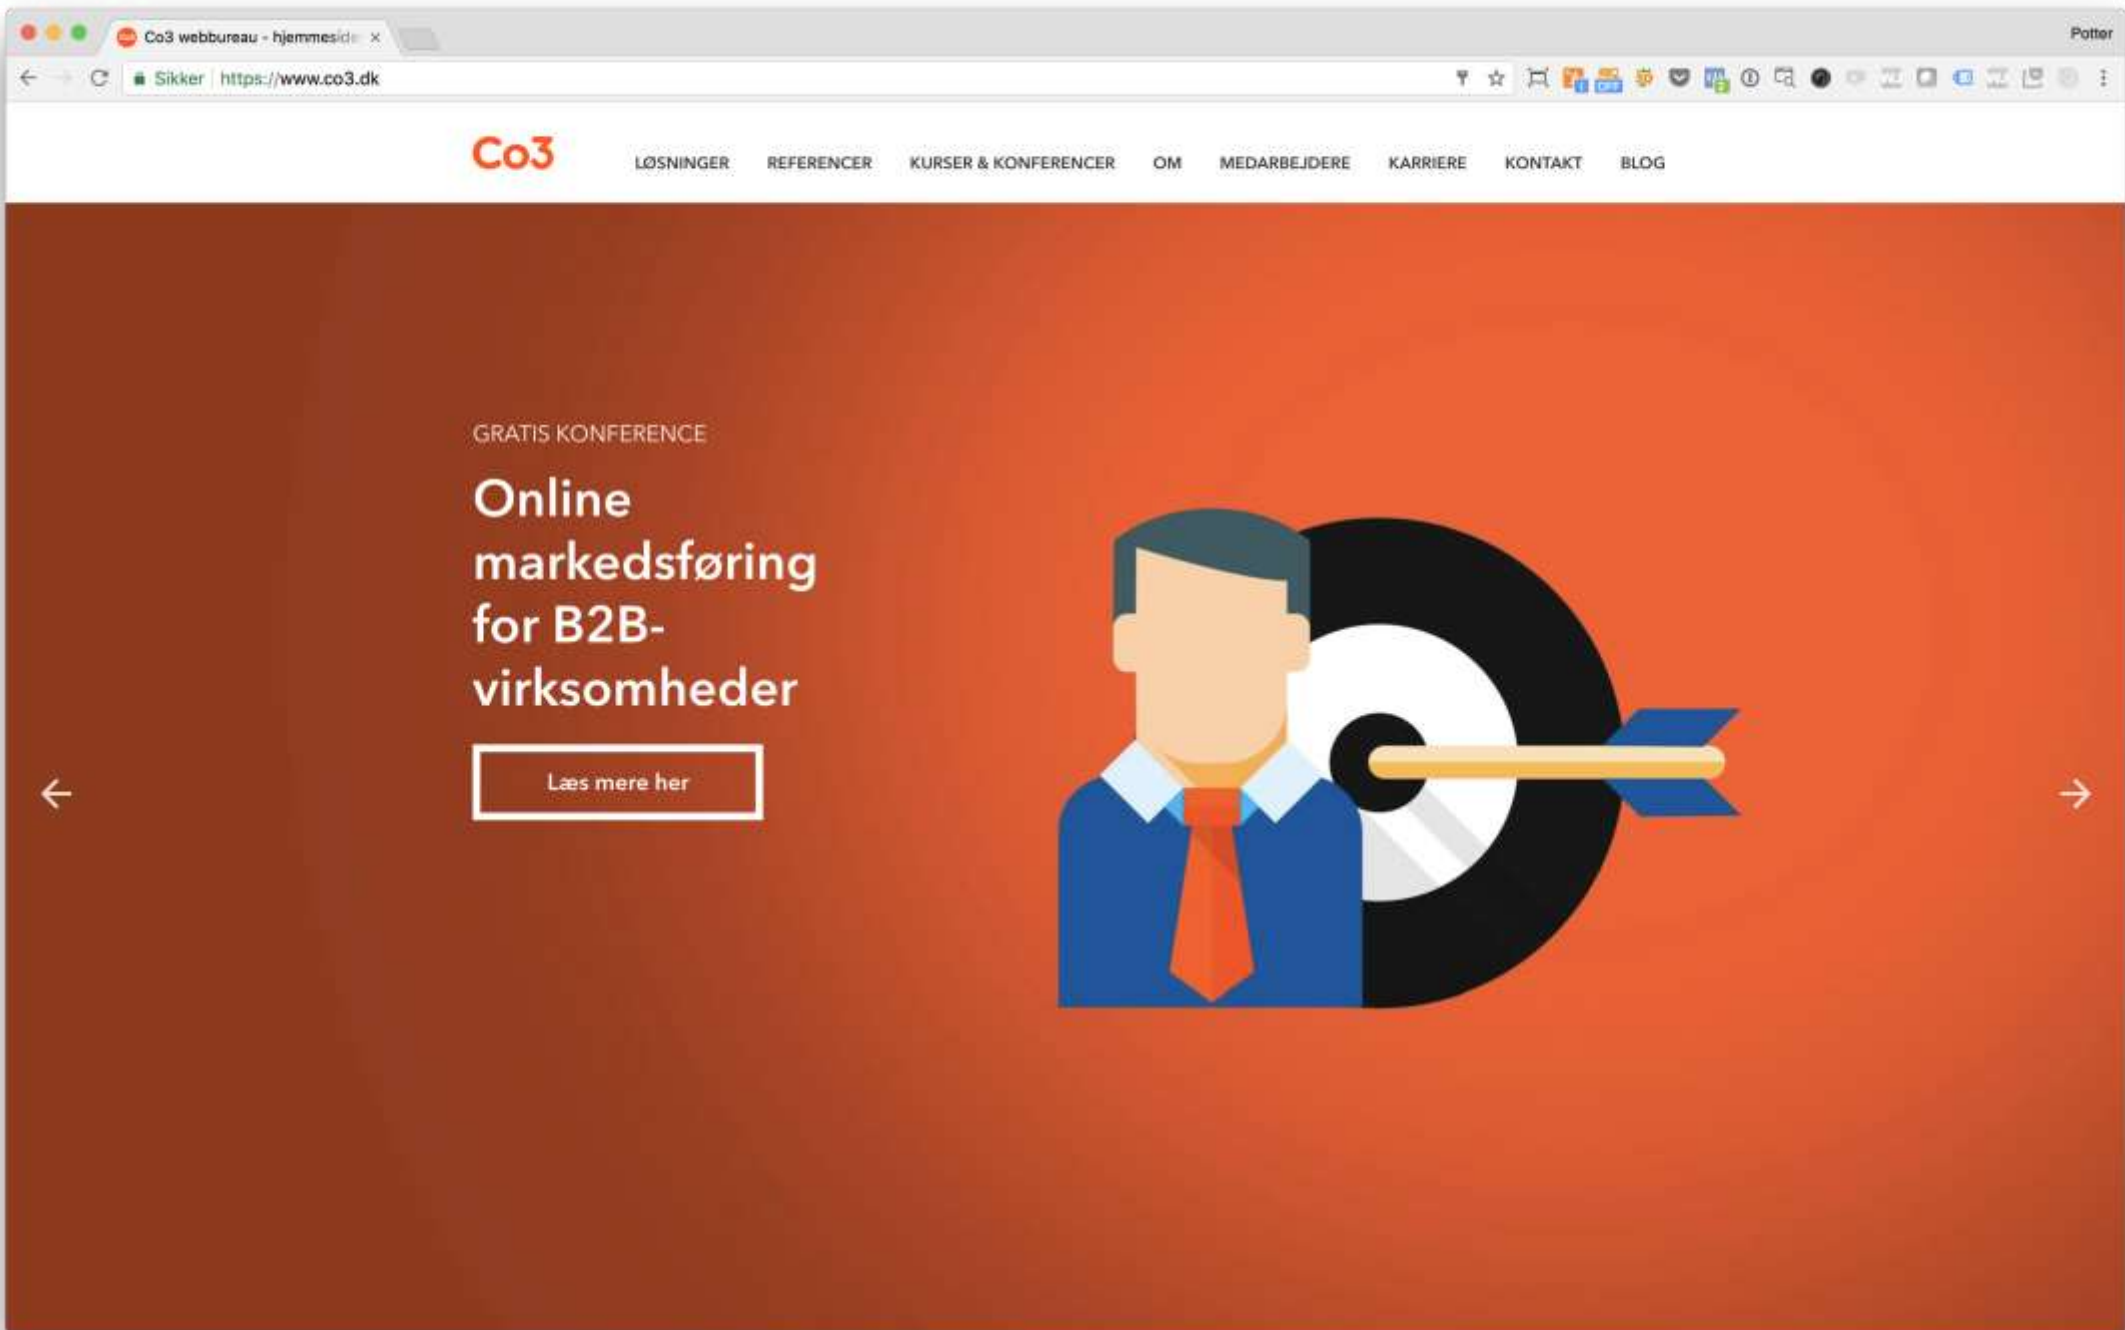 Co3 webbureau - hjemmeside
Potter
Sikker
https://www.co3.dk
Co3
LØSNINGER
REFERENCER
KURSER & KONFERENCER
OM
MEDARBEJDERE
KARRIERE
KONTAKT
BLOG
GRATIS KONFERENCE
Online
markedsføring
for B2B-
virksomheder
Læs mere her